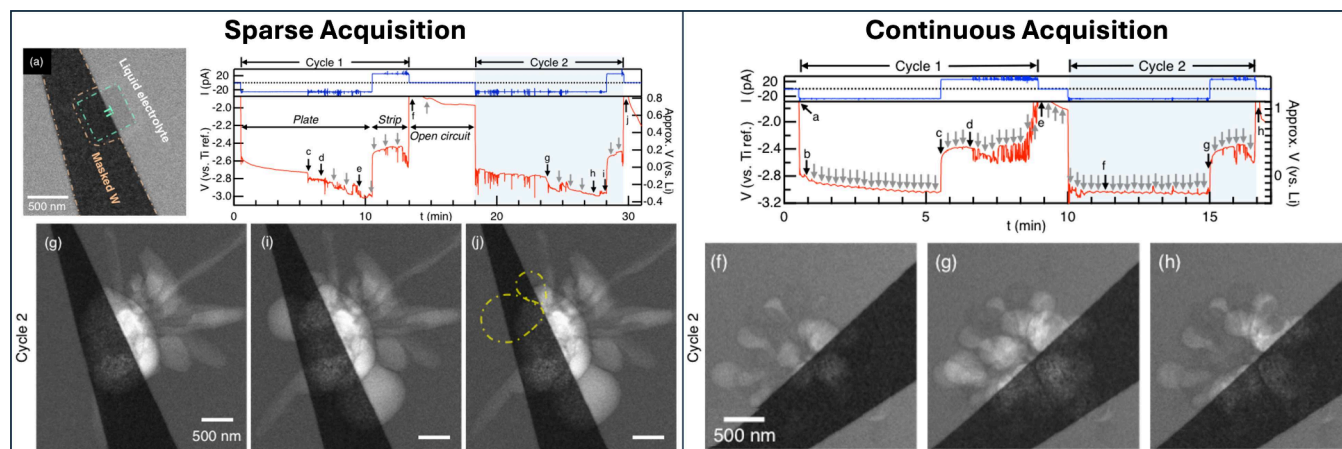 Sparse Acquisition
(a)
Liquid electrolyte
Masked W
500 nm
Cycle 1
Cycle 2
I (pA)
20
-20
V (vs. Ti ref.)
-2.0
-2.2
-2.6
-3.0
Approx. V (vs. Li)
0.8
0.6
0.4
0.2
0.0
-0.2
-0.4
Plate
Strip
Open circuit
c
d
e
f
g
h
i
j
0
10
20
30
t (min)
Cycle 2
(g)
500 nm
(i)
(j)
Continuous Acquisition
Cycle 1
Cycle 2
I (pA)
20
-20
V (vs. Ti ref.)
-2.0
-2.4
-2.8
-3.2
Approx. V (vs. Li)
1
0
a
b
c
d
e
f
g
h
0
5
10
15
t (min)
Cycle 2
(f)
500 nm
(g)
(h)